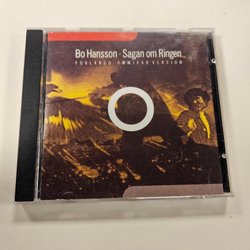 Bo Hansson · Sagan om Ringen...
FÖRLÄNGD OMMIXAD VERSION